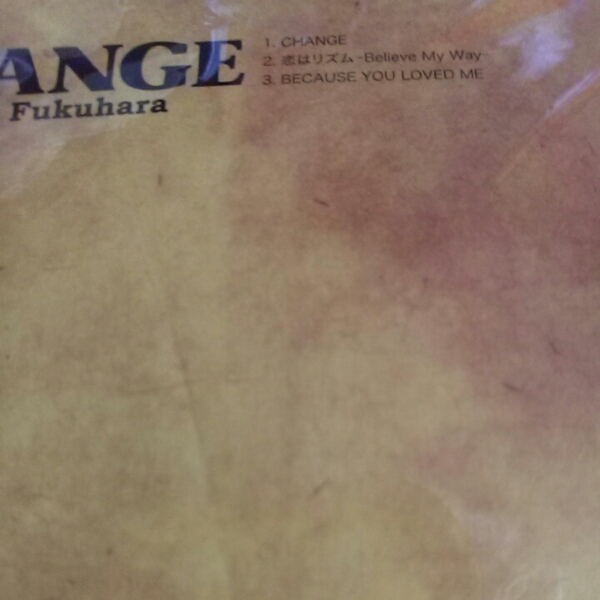 ANGE
Fukuhara
1. CHANGE
2. 恋はリズム -Believe My Way-
3. BECAUSE YOU LOVED ME